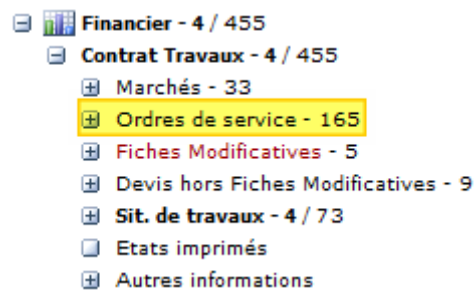 Financier - 4 / 455
Contrat Travaux - 4 / 455
Marchés - 33
Ordres de service - 165
Fiches Modificatives - 5
Devis hors Fiches Modificatives - 9
Sit. de travaux - 4 / 73
Etats imprimés
Autres informations